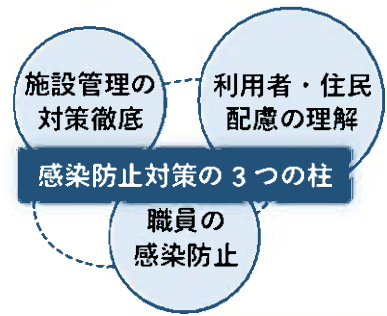 施設管理の
対策徹底
利用者・住民
配慮の理解
感染防止対策の3つの柱
職員の
感染防止